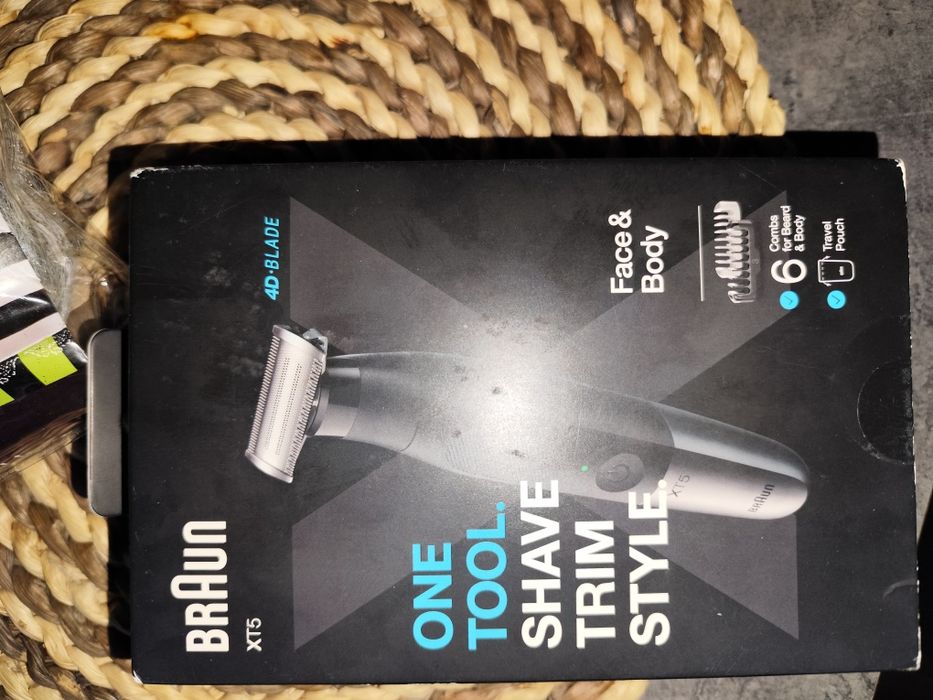 BRAUN
XT5
4D·BLADE
ONE
TOOL.
SHAVE
TRIM
STYLE.
XT5
BRAUN
Face &
Body
6 Combs
for Beard
& Body
Travel
Pouch